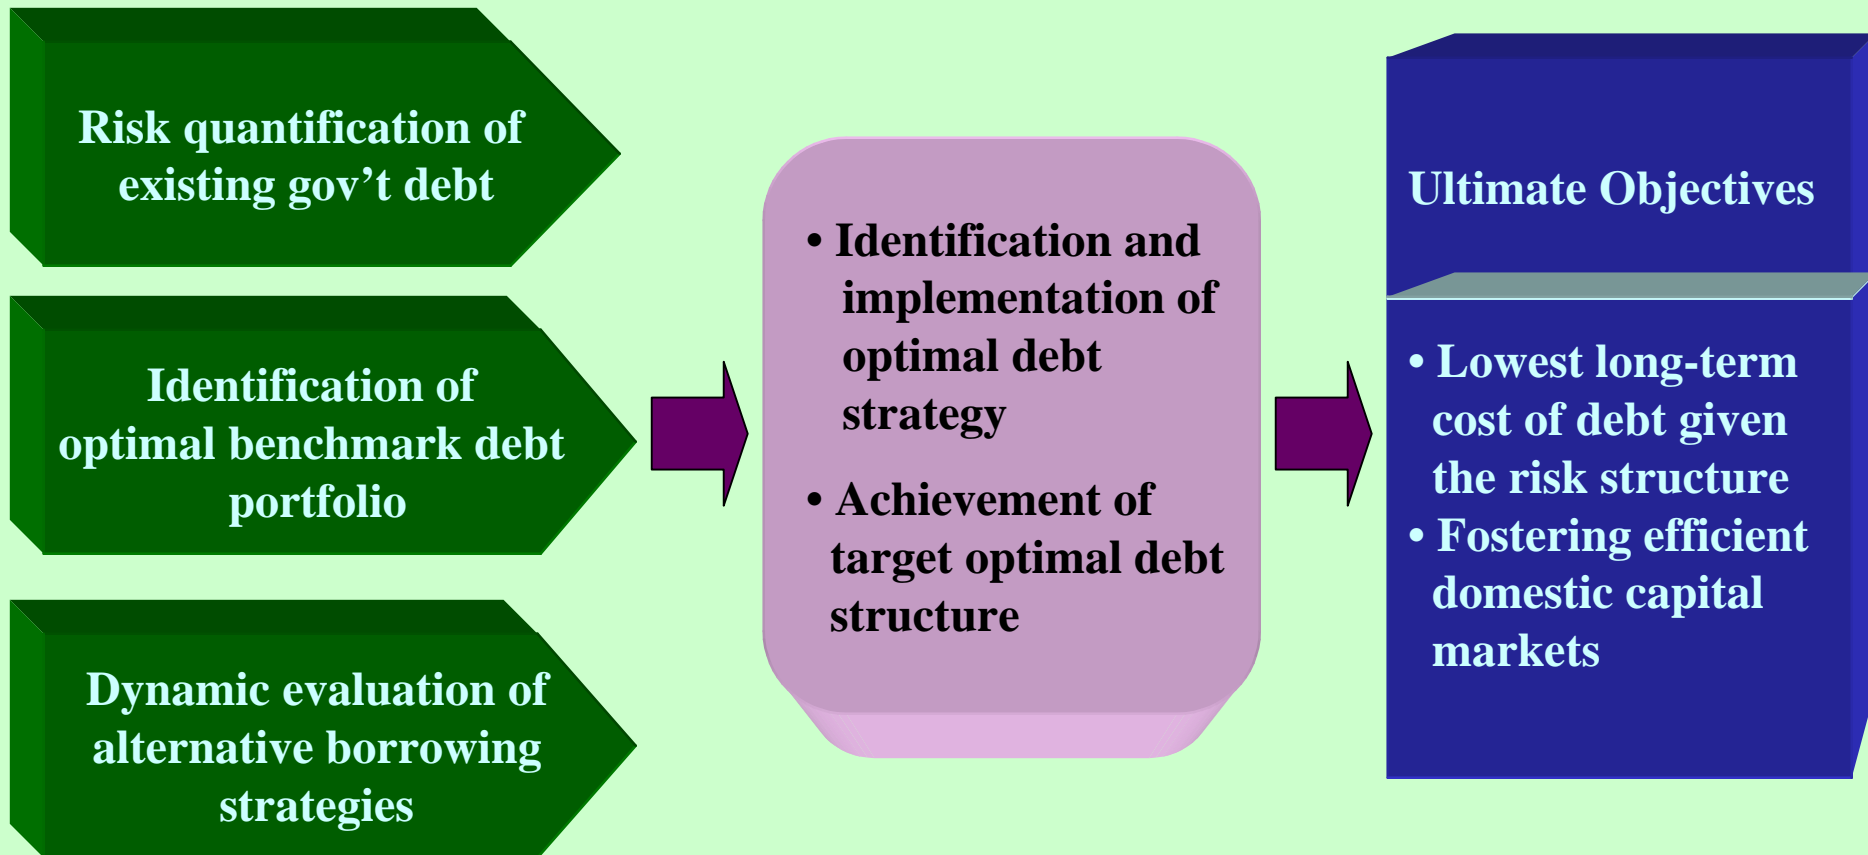 Risk quantification of
existing gov’t debt
Identification of
optimal benchmark debt
portfolio
Dynamic evaluation of
alternative borrowing
strategies
• Identification and
implementation of
optimal debt
strategy
• Achievement of
target optimal debt
structure
Ultimate Objectives
• Lowest long-term
cost of debt given
the risk structure
• Fostering efficient
domestic capital
markets